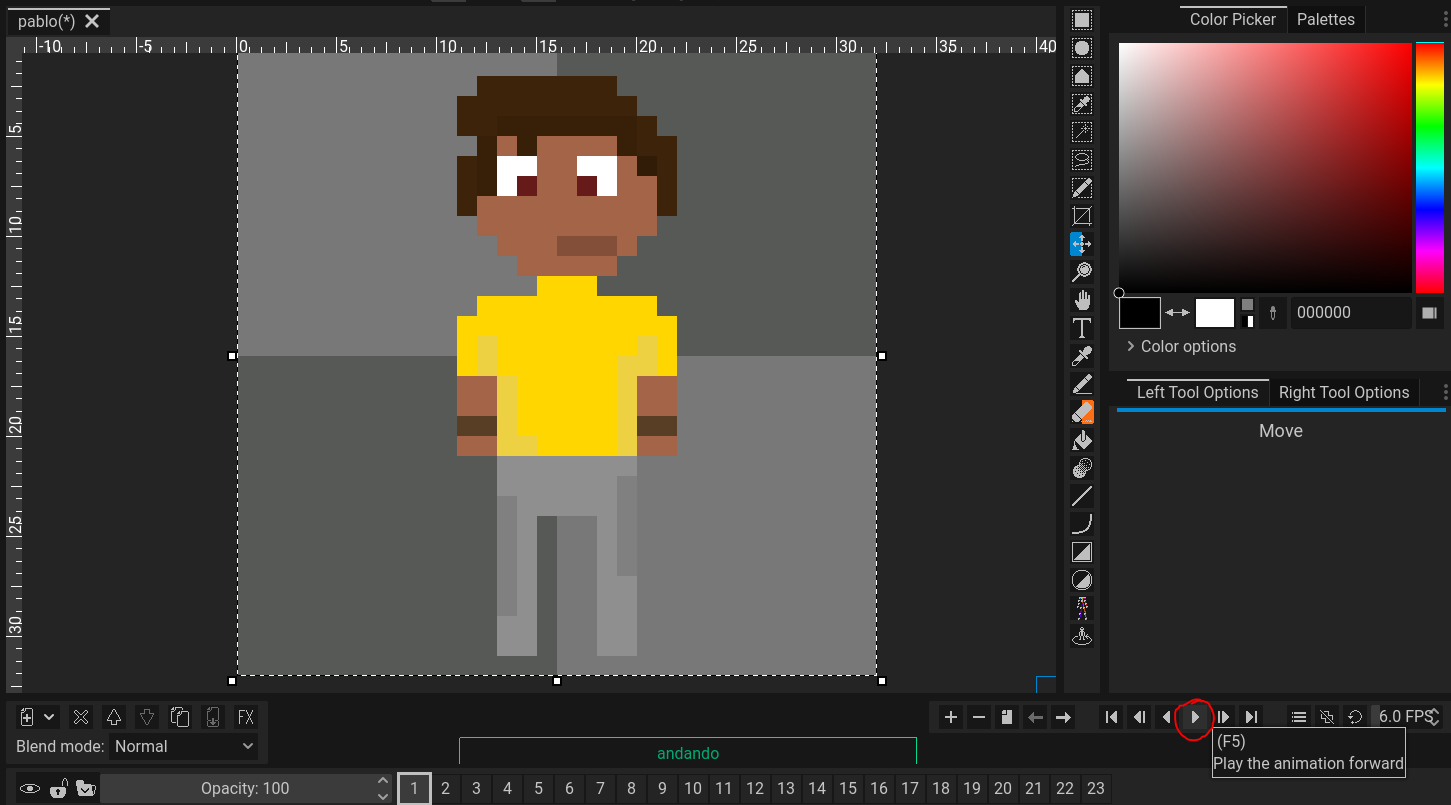 pablo(*)
Color Picker
Palettes
-10 -5 0 5 10 15 20 25 30 35 40
5
10
15
20
25
30
T
000000
Color options
Left Tool Options
Right Tool Options
Move
FX
6.0 FPS
Blend mode: Normal
andando
(F5)
Play the animation forward
Opacity: 100
1 2 3 4 5 6 7 8 9 10 11 12 13 14 15 16 17 18 19 20 21 22 23